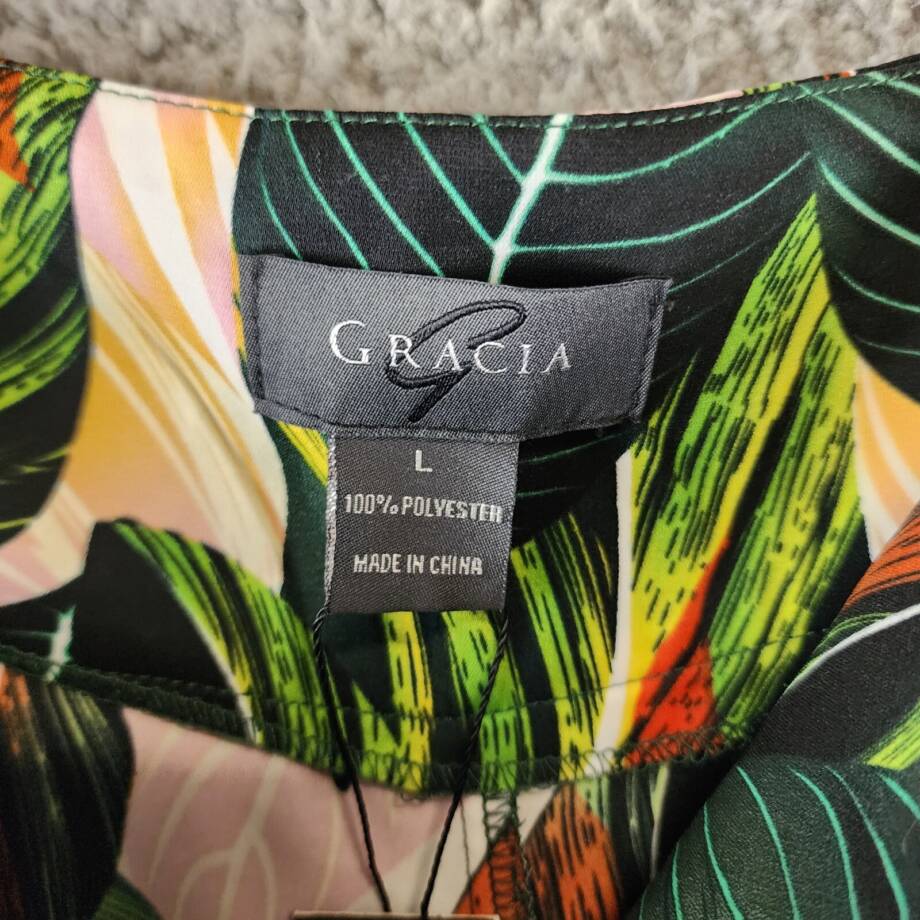 GRACIA
G
L
100% POLYESTER
MADE IN CHINA